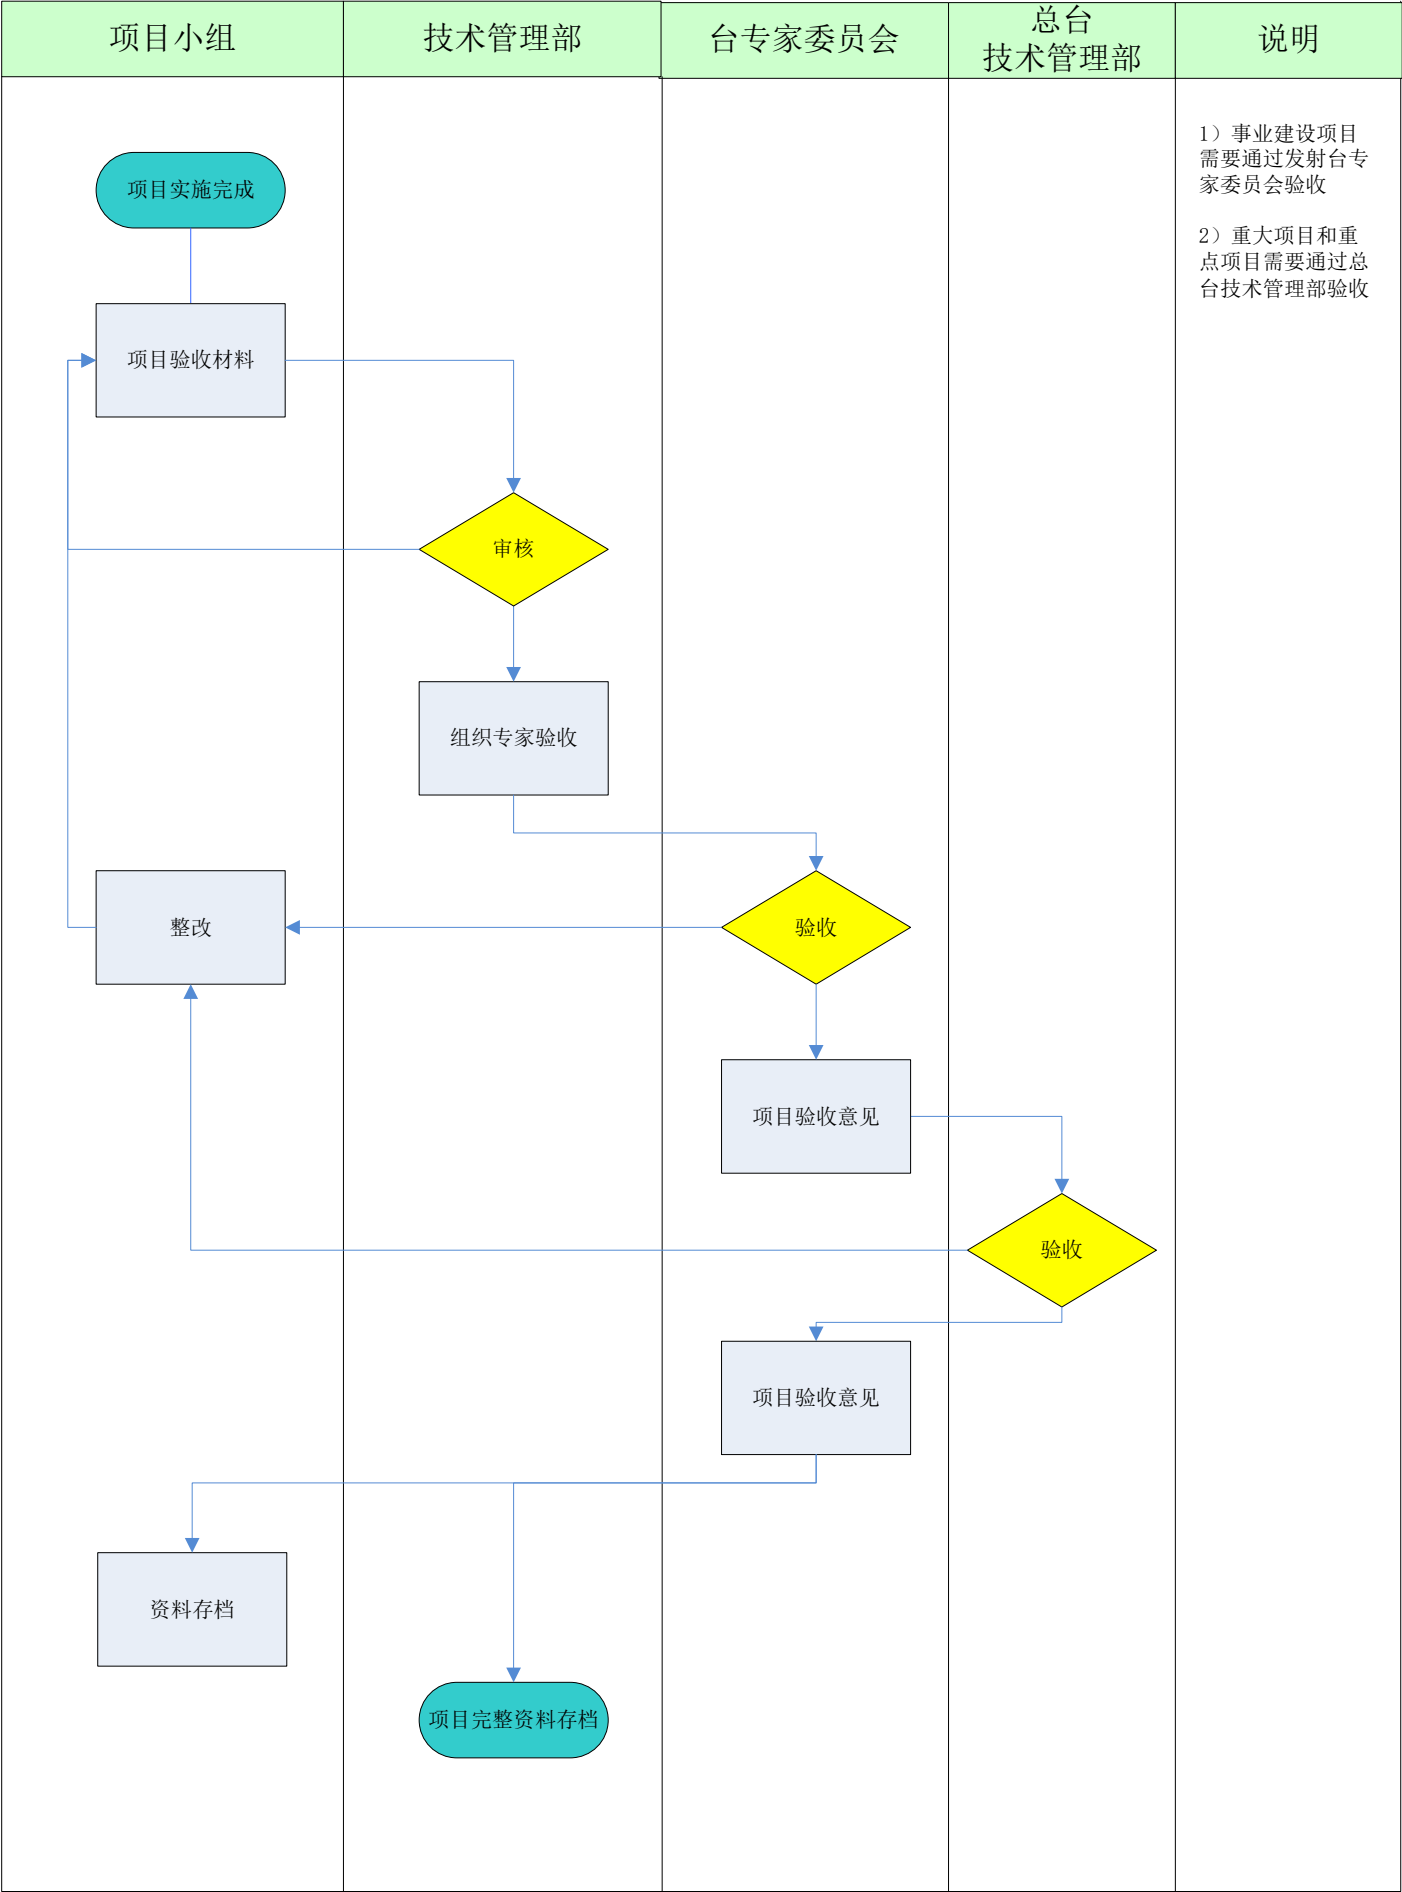 项目小组
技术管理部
台专家委员会
总台
技术管理部
说明
1）事业建设项目
需要通过发射台专
家委员会验收
2）重大项目和重
点项目需要通过总
台技术管理部验收
项目实施完成
项目验收材料
审核
组织专家验收
整改
验收
项目验收意见
验收
项目验收意见
资料存档
项目完整资料存档